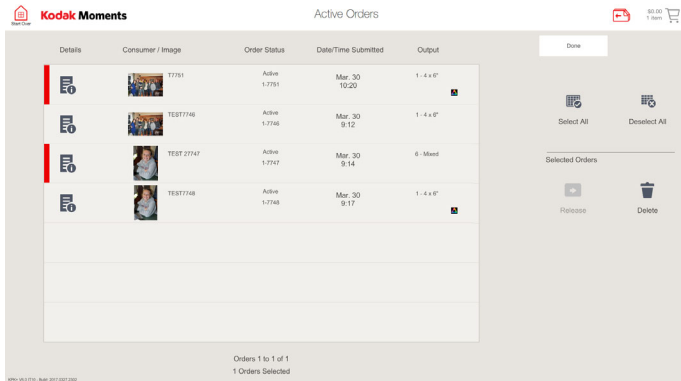 Start Over
Kodak Moments
Active Orders
$0.00
1 item
Details Consumer / Image Order Status Date/Time Submitted Output
Done
T7751
Active
1-7751
Mar. 30
10:20
1 - 4 x 6"
TEST7746
Active
1-7746
Mar. 30
9:12
1 - 4 x 6"
TEST 27747
Active
1-7747
Mar. 30
9:14
6 - Mixed
TEST7748
Active
1-7748
Mar. 30
9:17
1 - 4 x 6"
Select All
Deselect All
Selected Orders
Release
Delete
Orders 1 to 1 of 1
1 Orders Selected